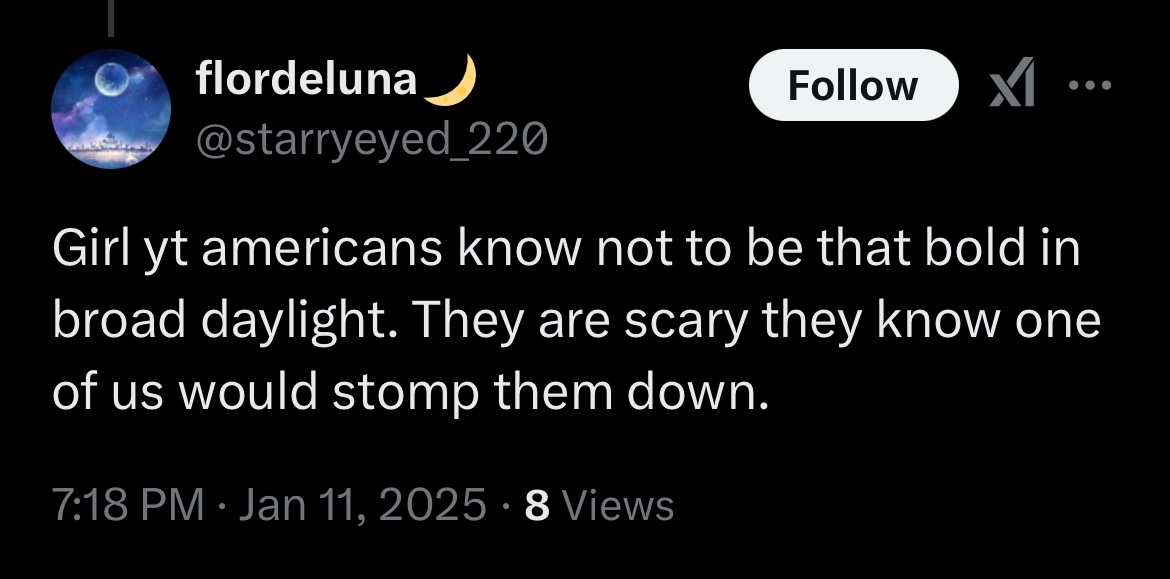 flordeluna🌙
Follow
@starryeyed_220
Girl yt americans know not to be that bold in
broad daylight. They are scary they know one
of us would stomp them down.
7:18 PM · Jan 11, 2025 · 8 Views